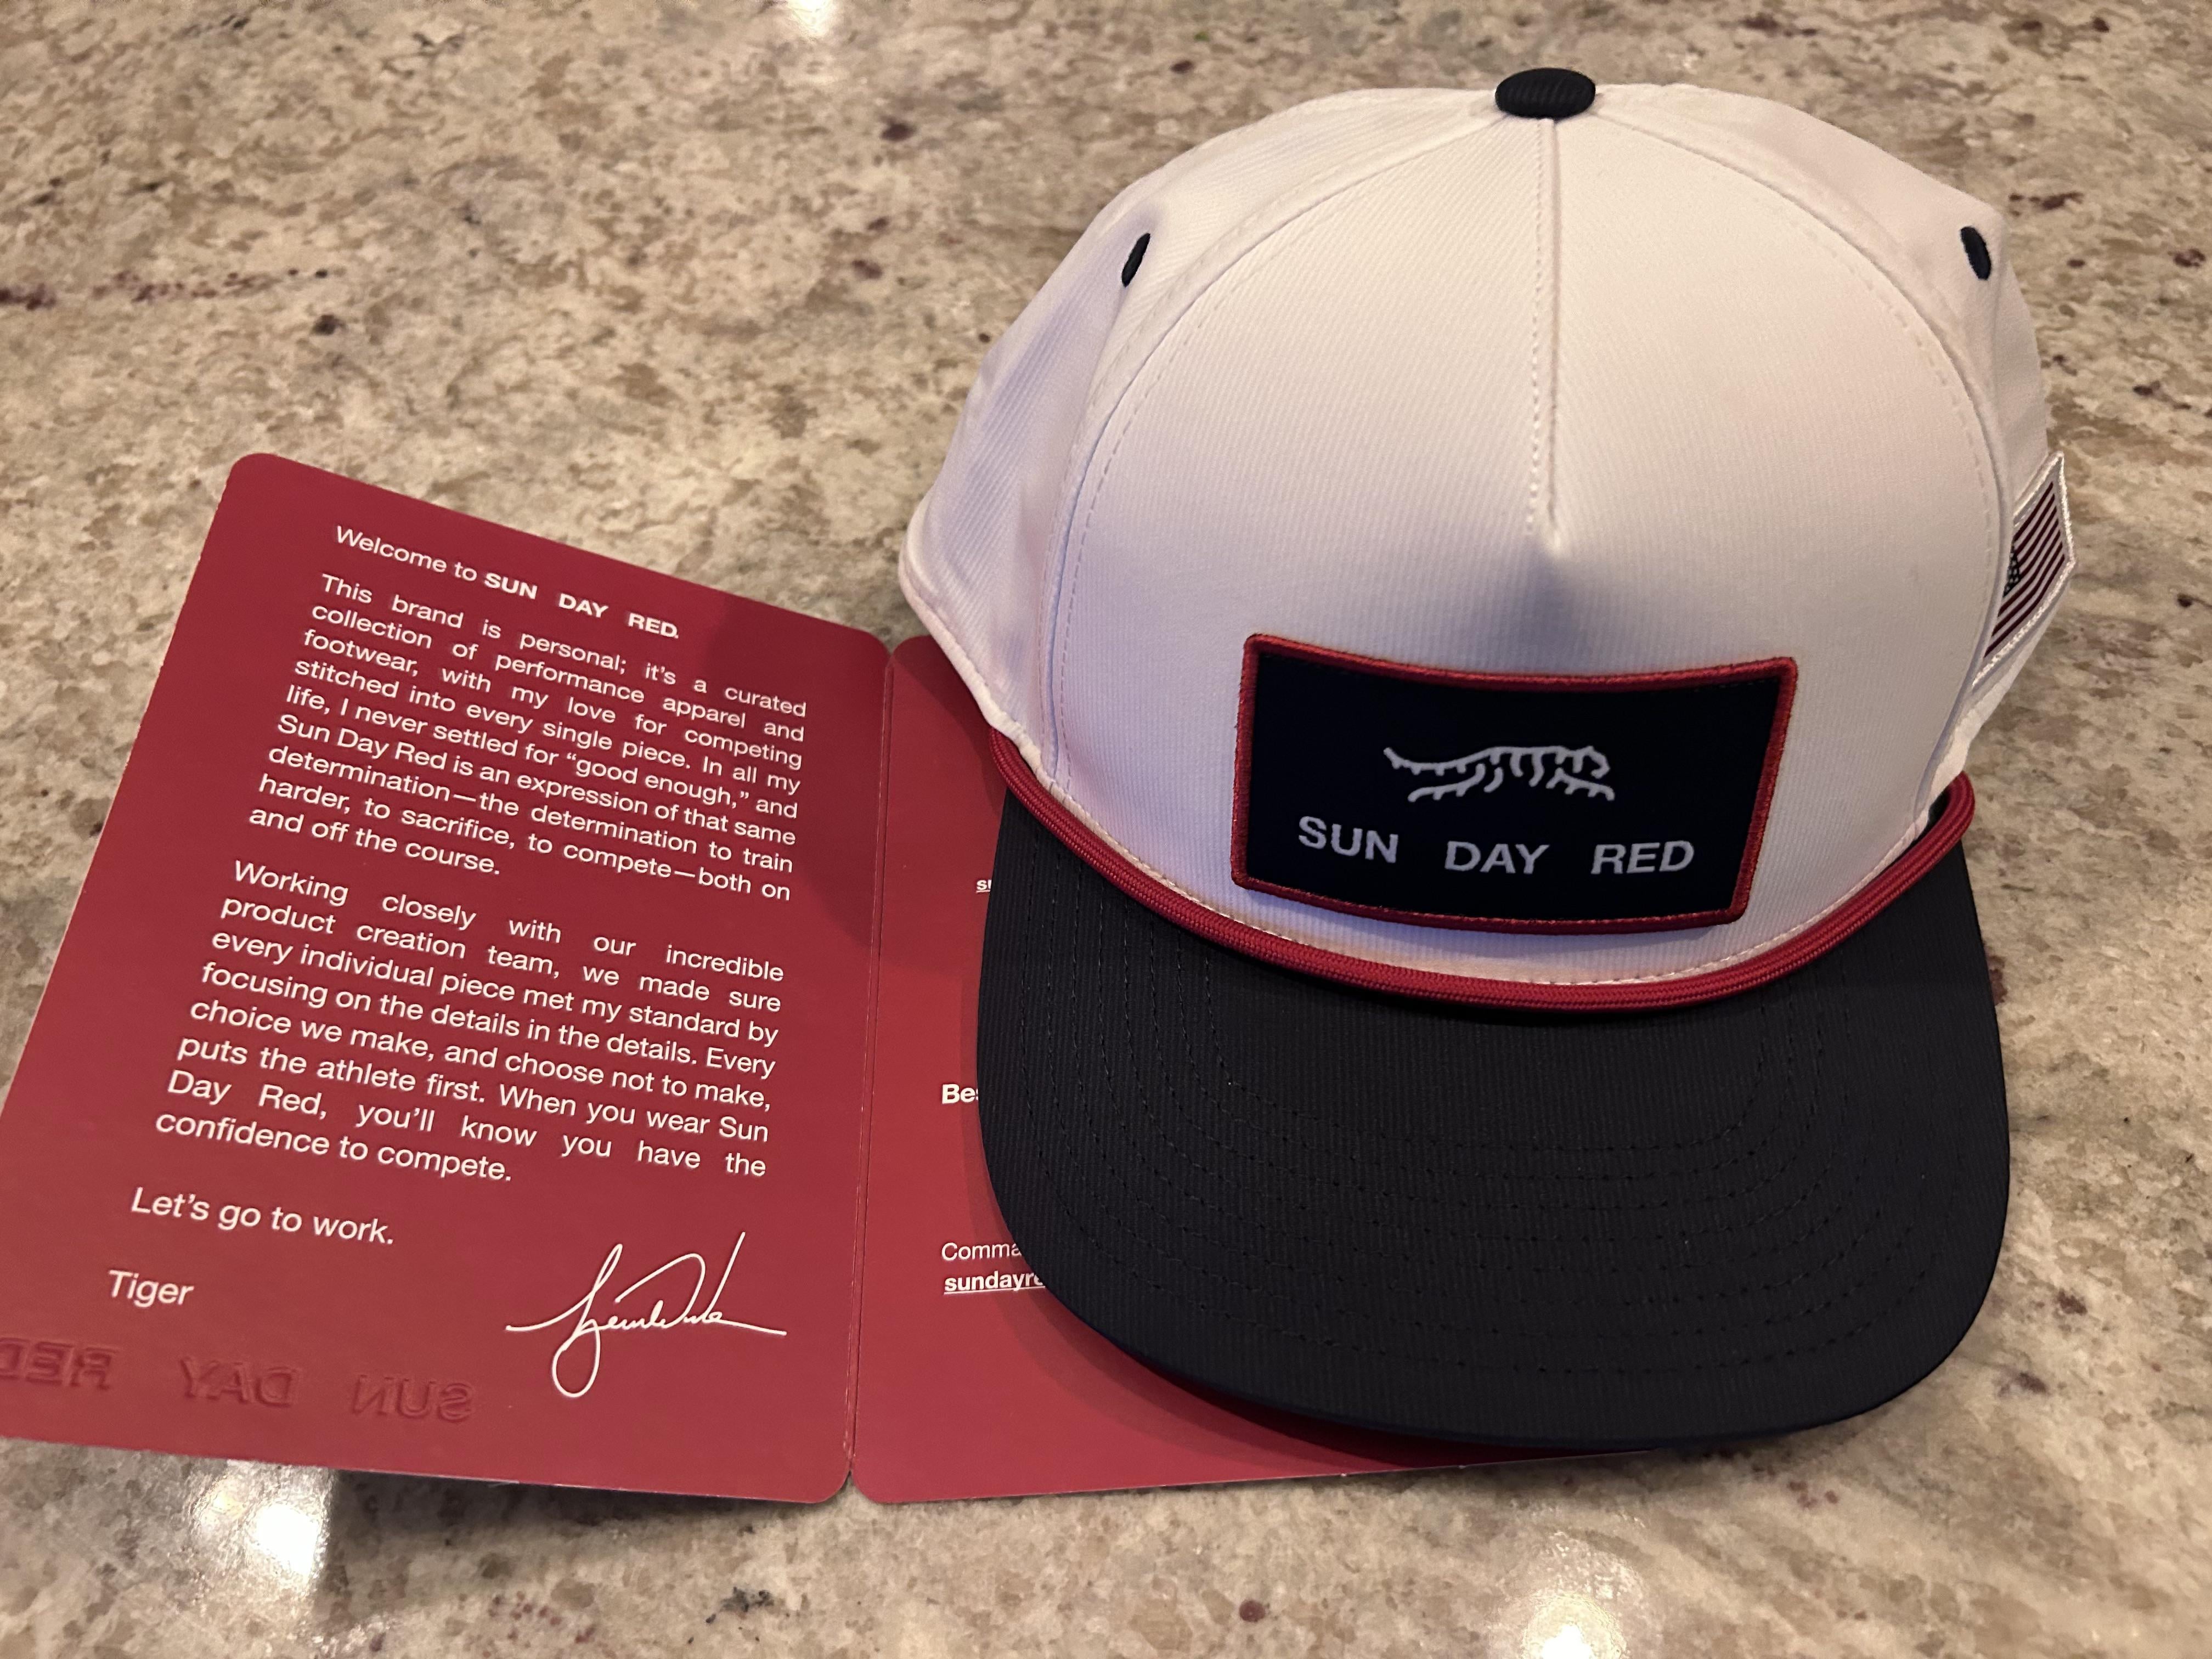 Welcome to SUN DAY RED.
This brand is personal; it's a curated
collection of performance apparel and
footwear, with my love for competing
stitched into every single piece. In all my
life, I never settled for “good enough,” and
Sun Day Red is an expression of that same
determination—the determination to train
harder, to sacrifice, to compete—both on
and off the course.
Working closely with our incredible
product creation team, we made sure
every individual piece met my standard by
focusing on the details in the details. Every
choice we make, and choose not to make,
puts the athlete first. When you wear Sun
Day Red, you'll know you have the
confidence to compete.
Let's go to work.
Tiger
SUN DAY RED
SUN DAY RED